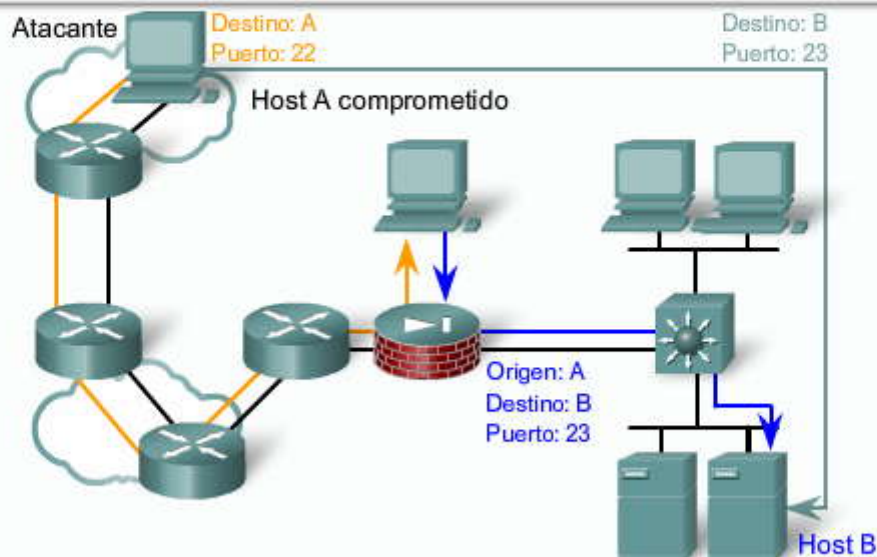 Atacante
Destino: A
Puerto: 22
Destino: B
Puerto: 23
Host A comprometido
Origen: A
Destino: B
Puerto: 23
Host B